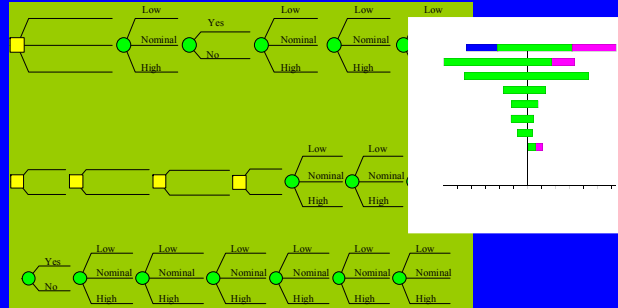 Low Low Low Low
Yes
Nominal Nominal Nominal
No
High High High
Low Low
Nominal Nominal
High High
Low Low Low Low Low Low
Yes
Nominal Nominal Nominal Nominal Nominal Nominal
No
High High High High High High